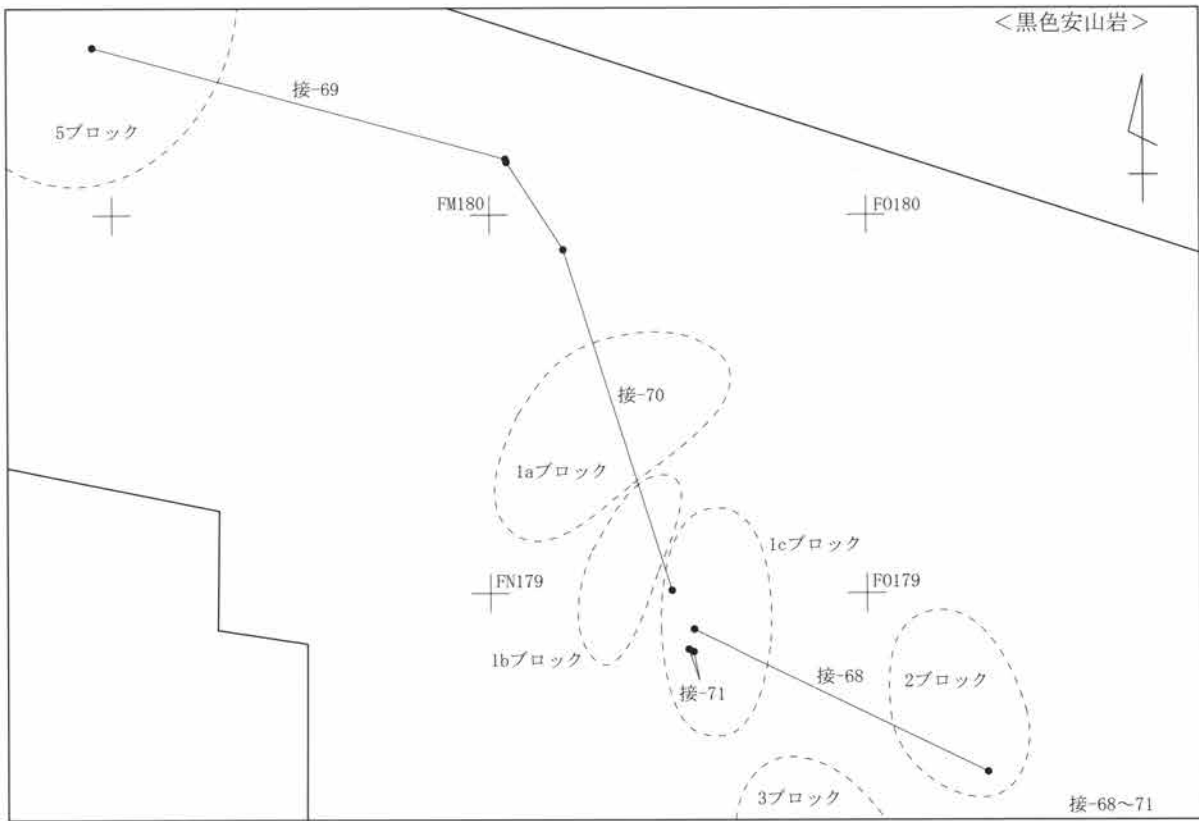 <黒色安山岩>
接-69
5ブロック
FM180
FO180
接-70
1aブロック
1cブロック
FN179
FO179
1bブロック
接-71
接-68
2ブロック
3ブロック
接-68~71